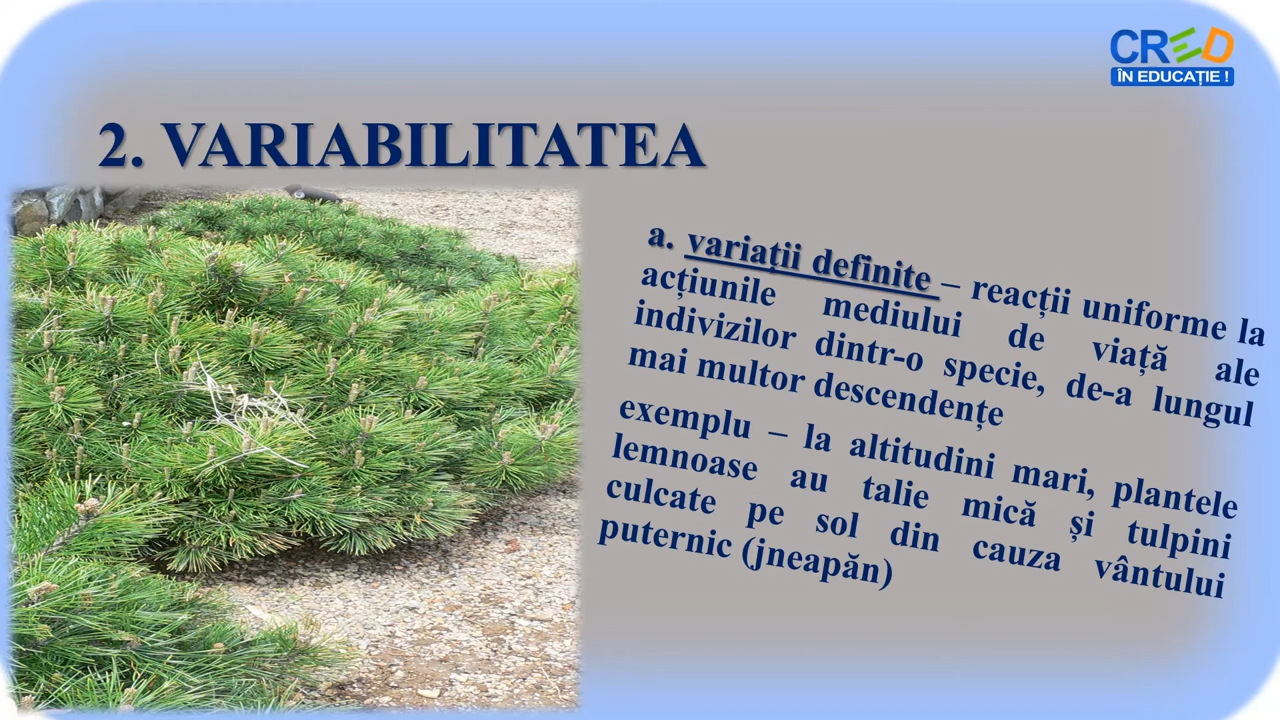 CRED
ÎN EDUCAȚIE !
2. VARIABILITATEA
a. variații definite – reacții uniforme la
acțiunile mediului de viață ale
indivizilor dintr-o specie, de-a lungul
mai multor descendențe
exemplu – la altitudini mari, plantele
lemnoase au talie mică și tulpini
culcate pe sol din cauza vântului
puternic (jneapăn)